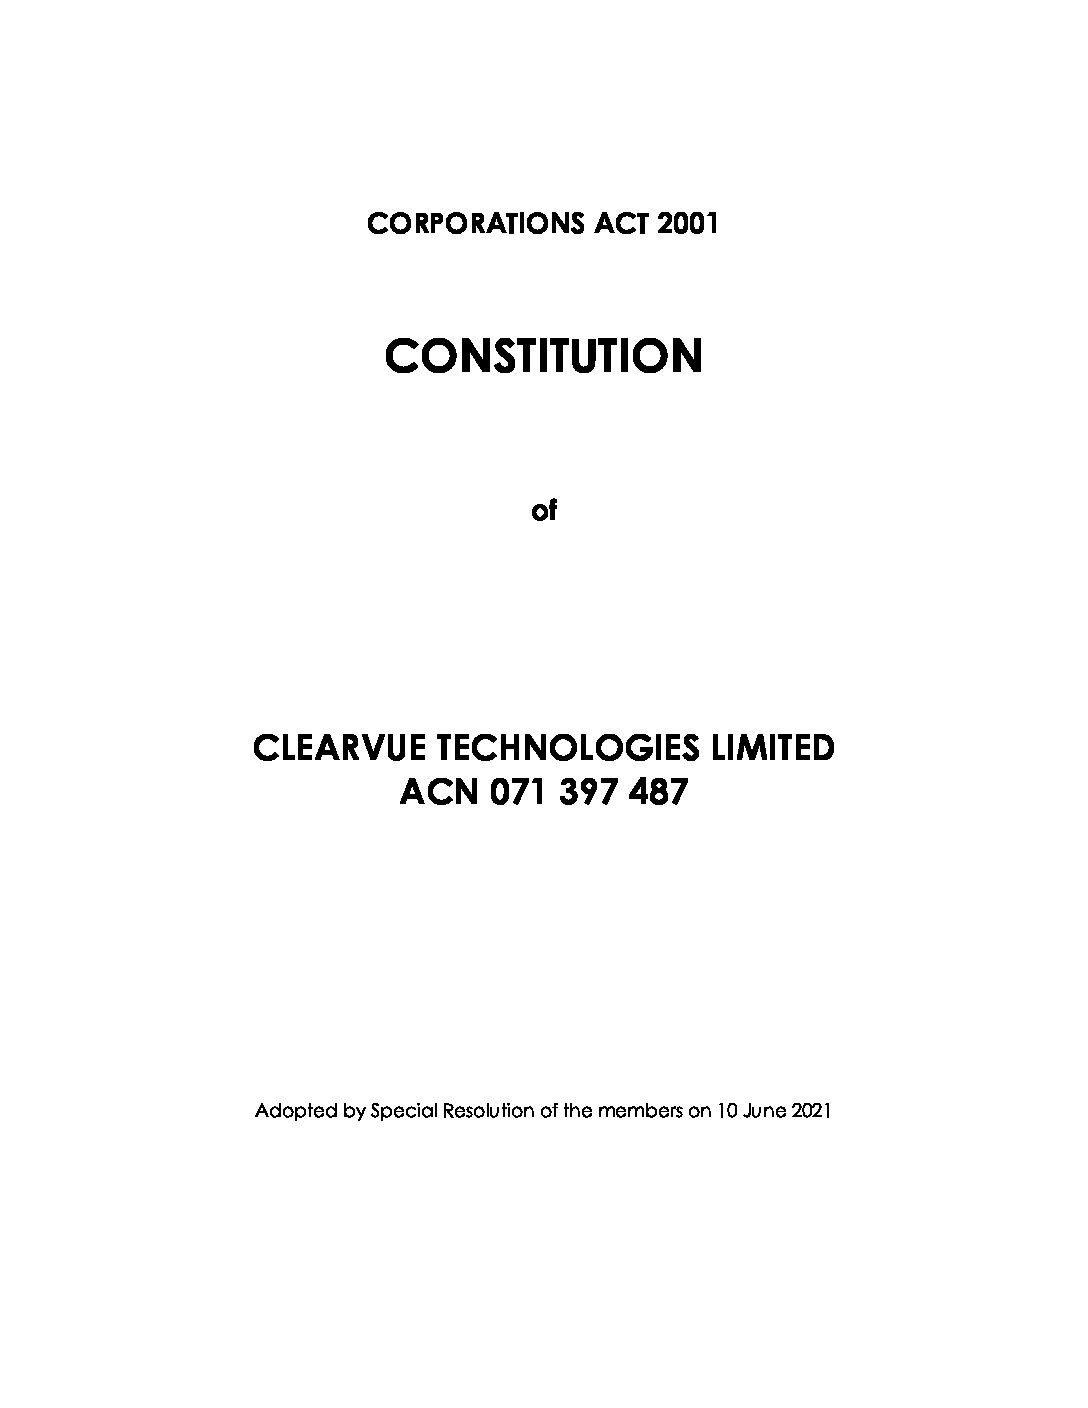 CORPORATIONS ACT 2001
CONSTITUTION
of
CLEARVUE TECHNOLOGIES LIMITED
ACN 071 397 487
Adopted by Special Resolution of the members on 10 June 2021